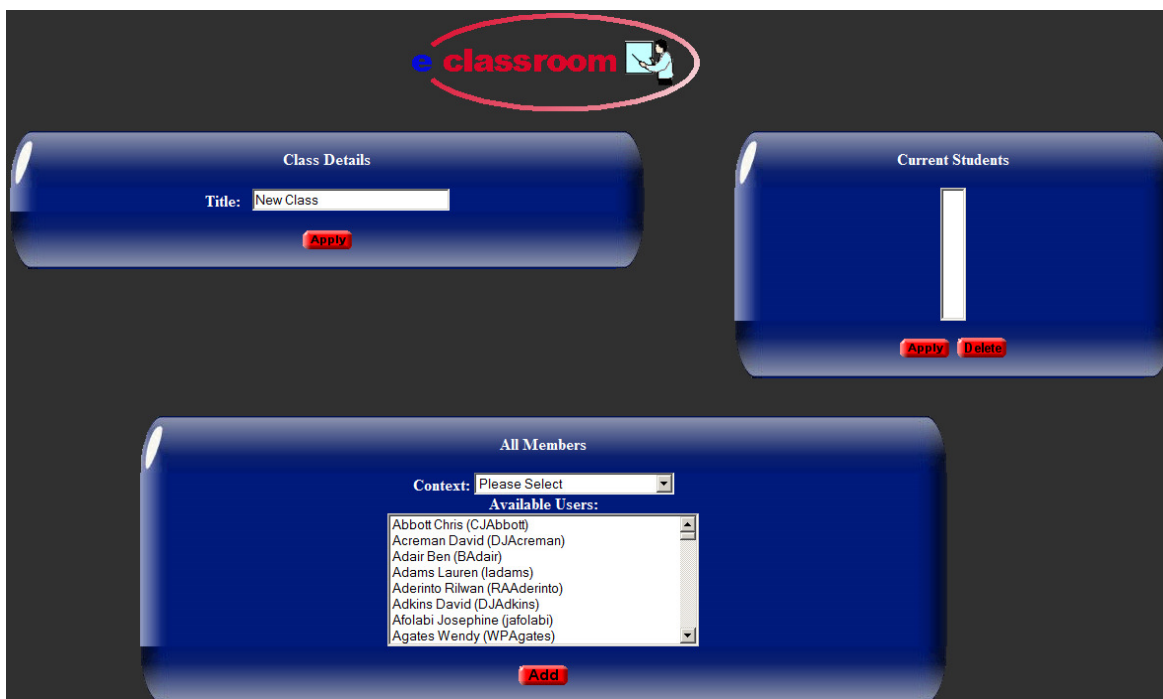 e classroom
Class Details
Title: New Class
Apply
Current Students
Apply Delete
All Members
Context: Please Select
Available Users:
Abbott Chris (CJAbbott)
Acreman David (DJAcreman)
Adair Ben (BAdair)
Adams Lauren (ladams)
Aderinto Rilwan (RAAderinto)
Adkins David (DJAdkins)
Afolabi Josephine (jafolabi)
Agates Wendy (WPAgates)
Add